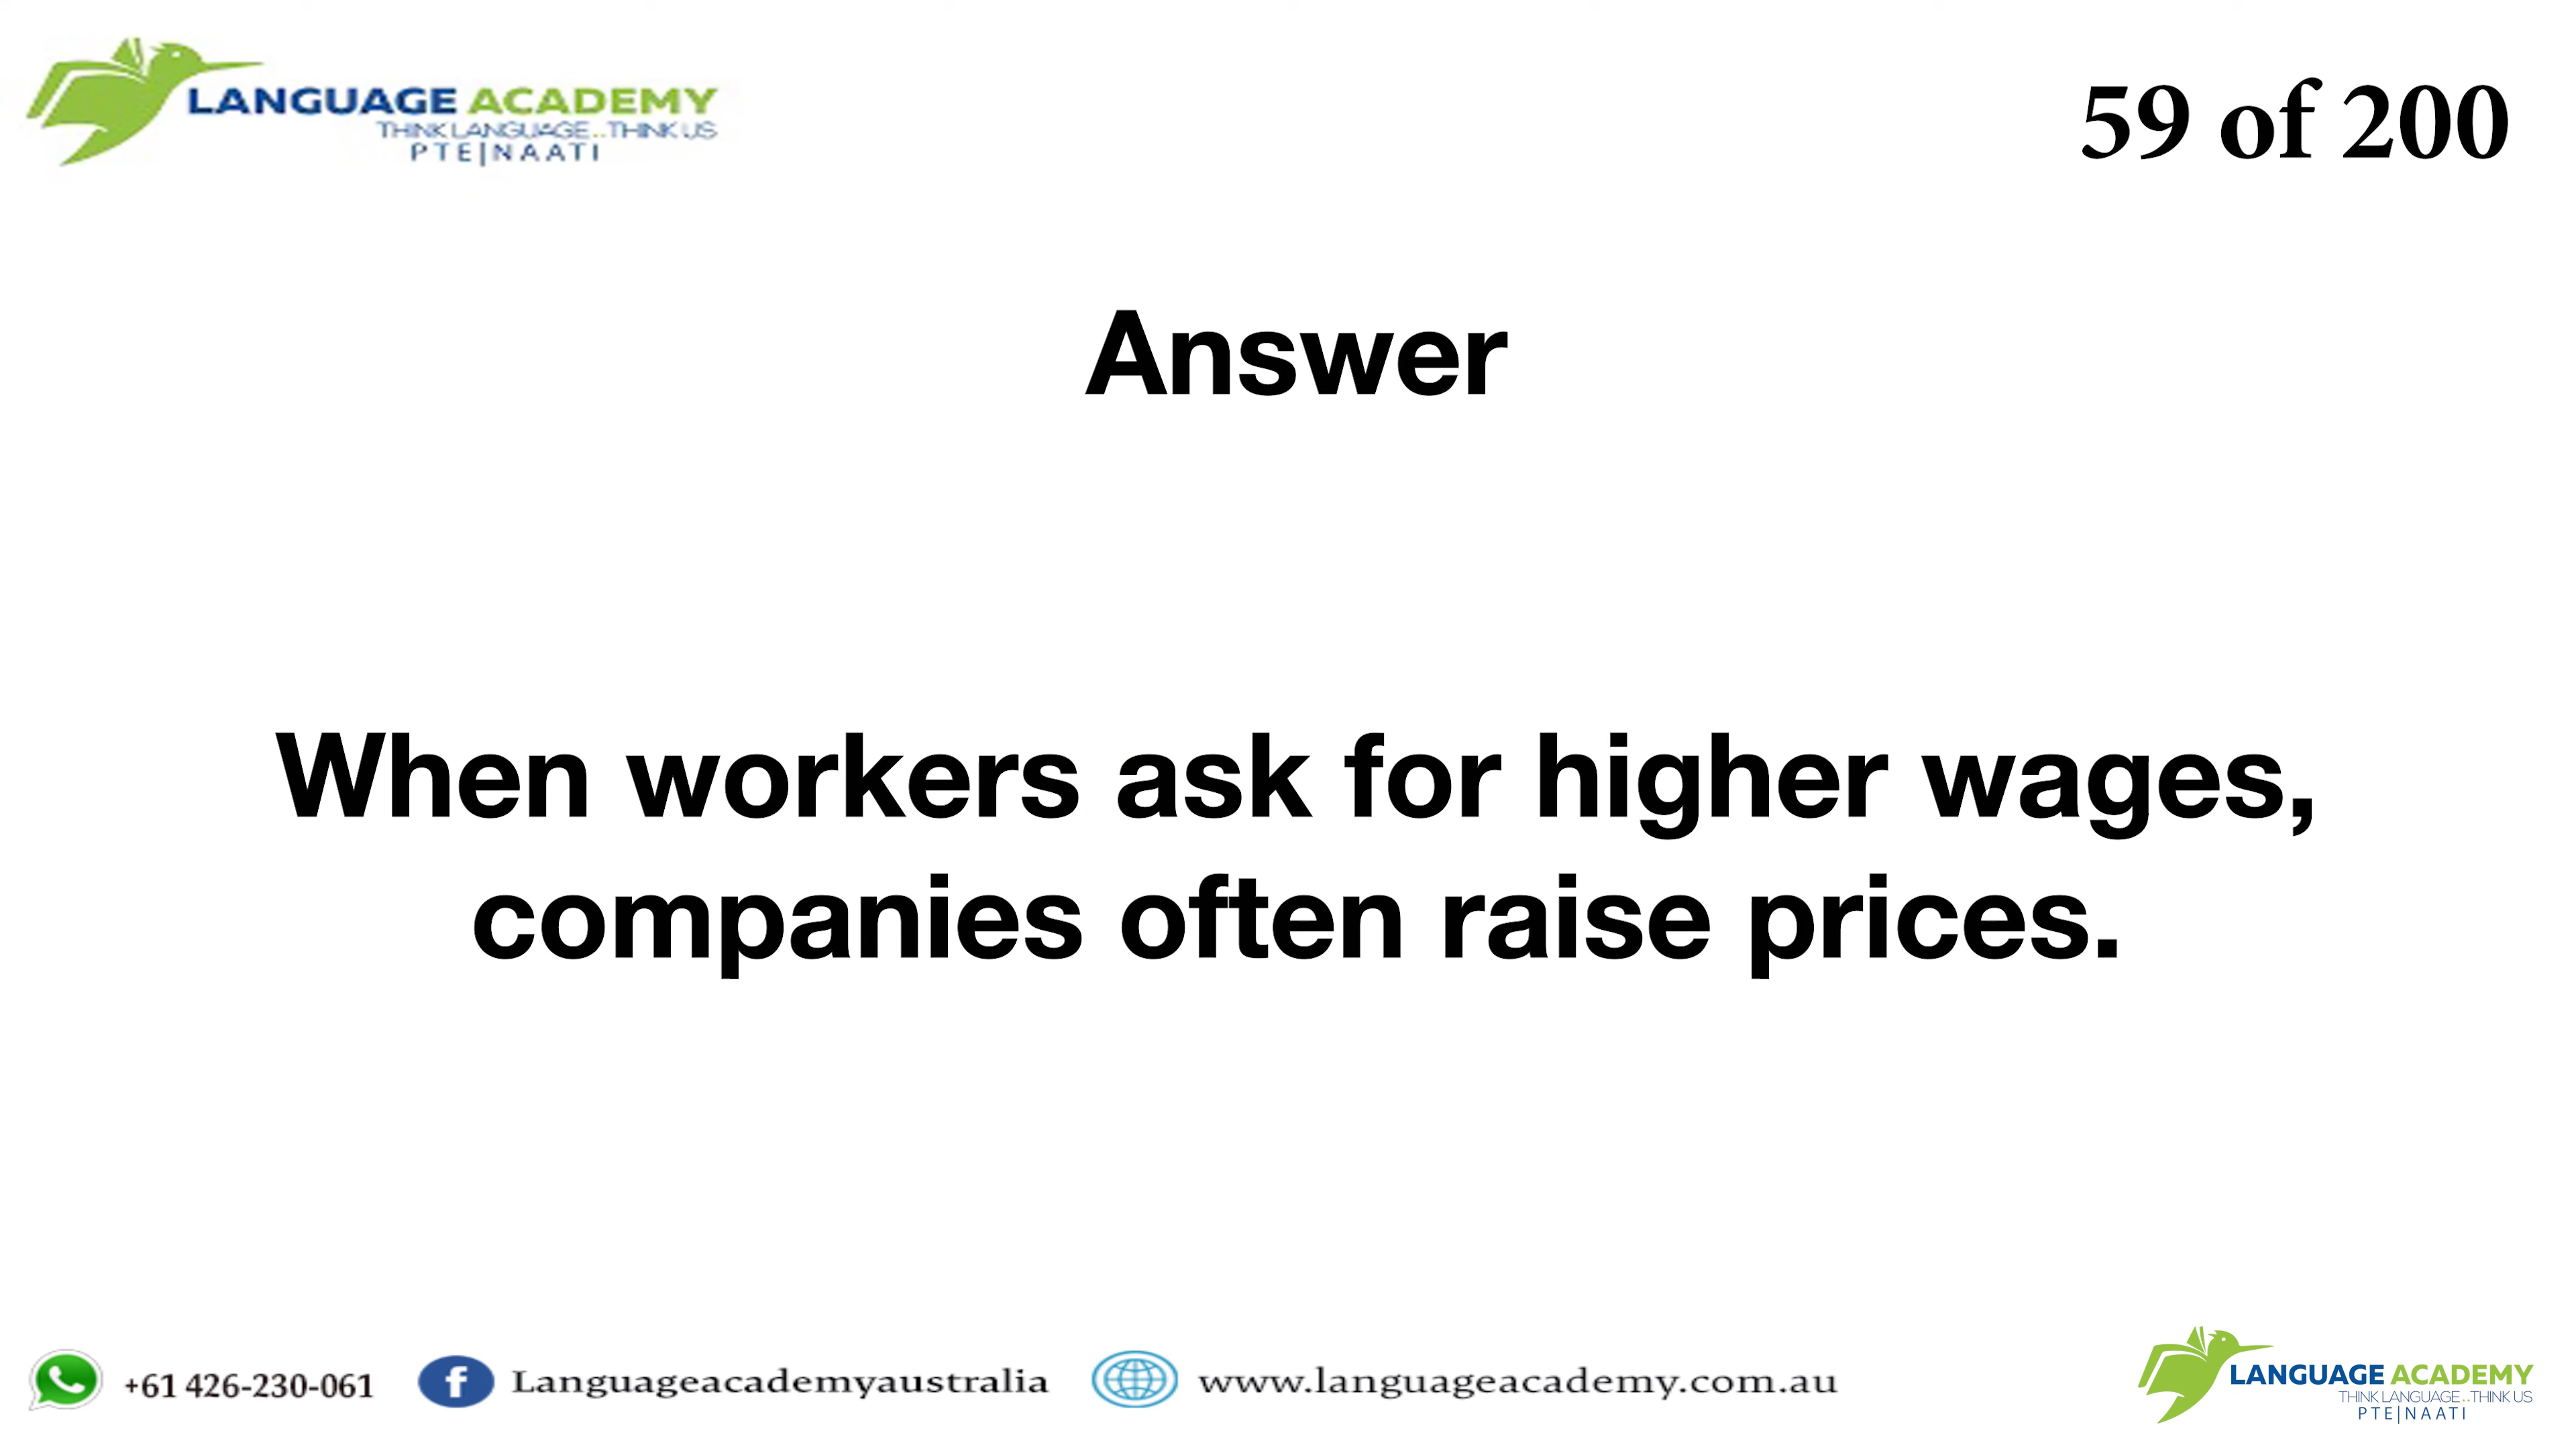 LANGUAGE ACADEMY
THINK LANGUAGE..THINK US
PTE|NAATI
59 of 200
Answer
When workers ask for higher wages,
companies often raise prices.
+61 426-230-061
Languageacademyaustralia
www.languageacademy.com.au
LANGUAGE ACADEMY
THINK LANGUAGE..THINK US
PTE|NAATI